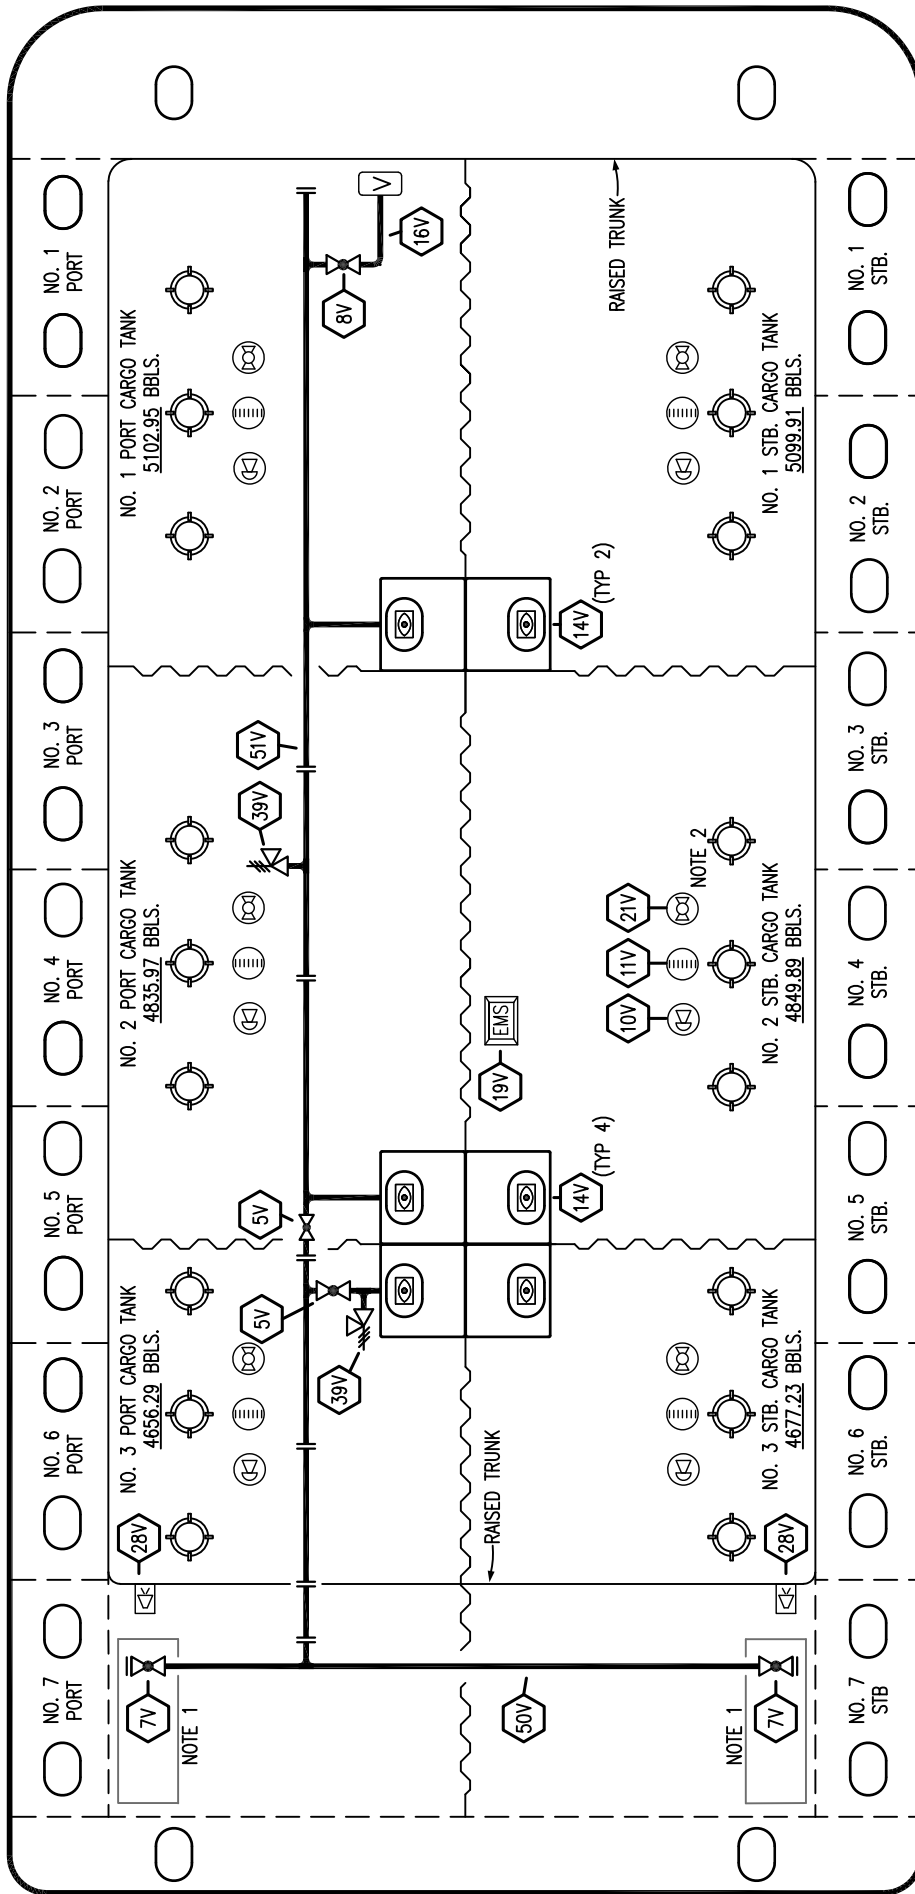 NO. 1
PORT
NO. 2
PORT
NO. 3
PORT
NO. 4
PORT
NO. 5
PORT
NO. 6
PORT
NO. 7
PORT
NO. 1 PORT CARGO TANK
5102.95 BBLS.
V
16V
8V
RAISED TRUNK
NO. 1 STB. CARGO TANK
5099.91 BBLS.
14V
(TYP 2)
51V
39V
NO. 2 PORT CARGO TANK
4835.97 BBLS.
NOTE 2
21V
11V
10V
NO. 2 STB. CARGO TANK
4849.89 BBLS.
EMS
19V
14V
(TYP 4)
5V
5V
39V
NO. 3 PORT CARGO TANK
4656.29 BBLS.
NO. 3 STB. CARGO TANK
4677.23 BBLS.
RAISED TRUNK
28V
28V
7V
NOTE 1
50V
NOTE 1
7V
NO. 1
STB.
NO. 2
STB.
NO. 3
STB.
NO. 4
STB.
NO. 5
STB.
NO. 6
STB.
NO. 7
STB